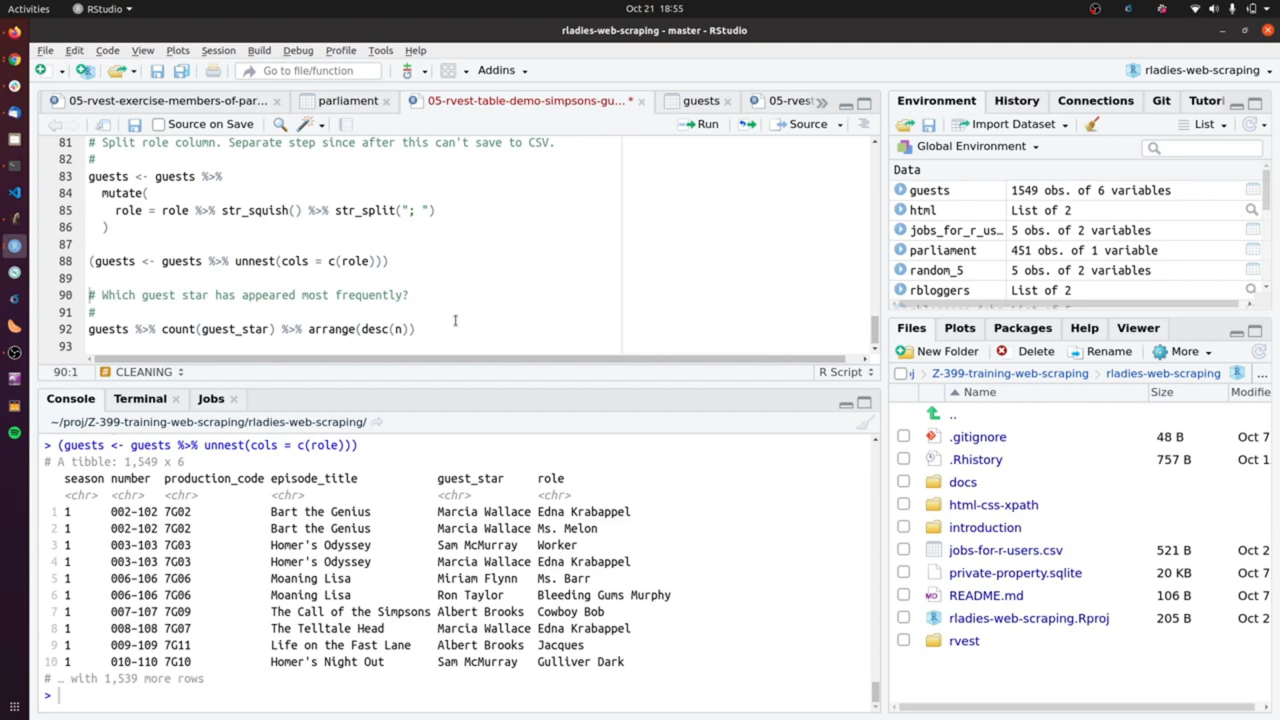 Activities RStudio Oct 21 18:55
rladies-web-scraping - master - RStudio
File Edit Code View Plots Session Build Debug Profile Tools Help
Go to file/function Addins rladies-web-scraping
05-rvest-exercise-members-of-par... parliament 05-rvest-table-demo-simpsons-gu...* guests 05-rves
Source on Save Run Source
81 # Split role column. Separate step since after this can't save to CSV.
82 #
83 guests <- guests %>%
84 mutate(
85 role = role %>% str_squish() %>% str_split("; ")
86 )
87
88 (guests <- guests %>% unnest(cols = c(role)))
89
90 # Which guest star has appeared most frequently?
91 #
92 guests %>% count(guest_star) %>% arrange(desc(n))
93
90:1 # CLEANING R Script
Console Terminal Jobs
~/proj/Z-399-training-web-scraping/rladies-web-scraping/
> (guests <- guests %>% unnest(cols = c(role)))
# A tibble: 1,549 x 6
season number production_code episode_title guest_star role
<chr> <chr> <chr> <chr> <chr> <chr>
1 1 002-102 7G02 Bart the Genius Marcia Wallace Edna Krabappel
2 1 002-102 7G02 Bart the Genius Marcia Wallace Ms. Melon
3 1 003-103 7G03 Homer's Odyssey Sam McMurray Worker
4 1 003-103 7G03 Homer's Odyssey Marcia Wallace Edna Krabappel
5 1 006-106 7G06 Moaning Lisa Miriam Flynn Ms. Barr
6 1 006-106 7G06 Moaning Lisa Ron Taylor Bleeding Gums Murphy
7 1 007-107 7G09 The Call of the Simpsons Albert Brooks Cowboy Bob
8 1 008-108 7G07 The Telltale Head Marcia Wallace Edna Krabappel
9 1 009-109 7G11 Life on the Fast Lane Albert Brooks Jacques
10 1 010-110 7G10 Homer's Night Out Sam McMurray Gulliver Dark
# … with 1,539 more rows
>
Environment History Connections Git Tutori
Import Dataset List
Global Environment
Data
guests 1549 obs. of 6 variables
html List of 2
jobs_for_r_us… 5 obs. of 2 variables
parliament 451 obs. of 1 variable
random_5 5 obs. of 2 variables
rbloggers List of 2
Files Plots Packages Help Viewer
New Folder Delete Rename More
Z-399-training-web-scraping rladies-web-scraping ...
Name Size Modifie
..
.gitignore 48 B Oct 7
.Rhistory 757 B Oct 1
docs
html-css-xpath
introduction
jobs-for-r-users.csv 521 B Oct 2
private-property.sqlite 20 KB Oct 7
README.md 106 B Oct 7
rladies-web-scraping.Rproj 205 B Oct 2
rvest